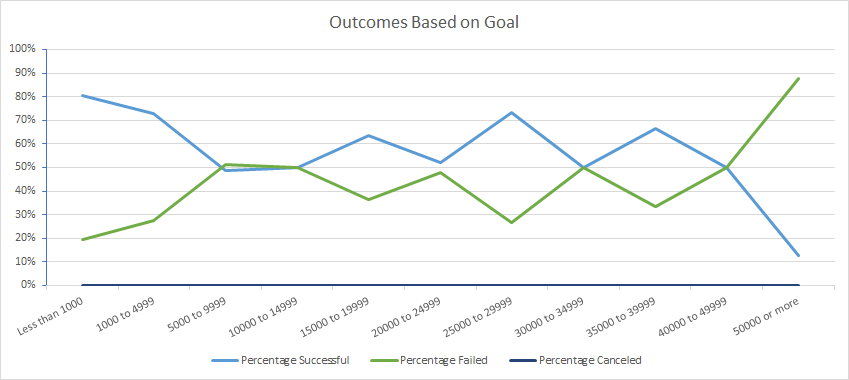 Outcomes Based on Goal
100%
90%
80%
70%
60%
50%
40%
30%
20%
10%
0%
Less than 1000
1000 to 4999
5000 to 9999
10000 to 14999
15000 to 19999
20000 to 24999
25000 to 29999
30000 to 34999
35000 to 39999
40000 to 49999
50000 or more
Percentage Successful
Percentage Failed
Percentage Canceled